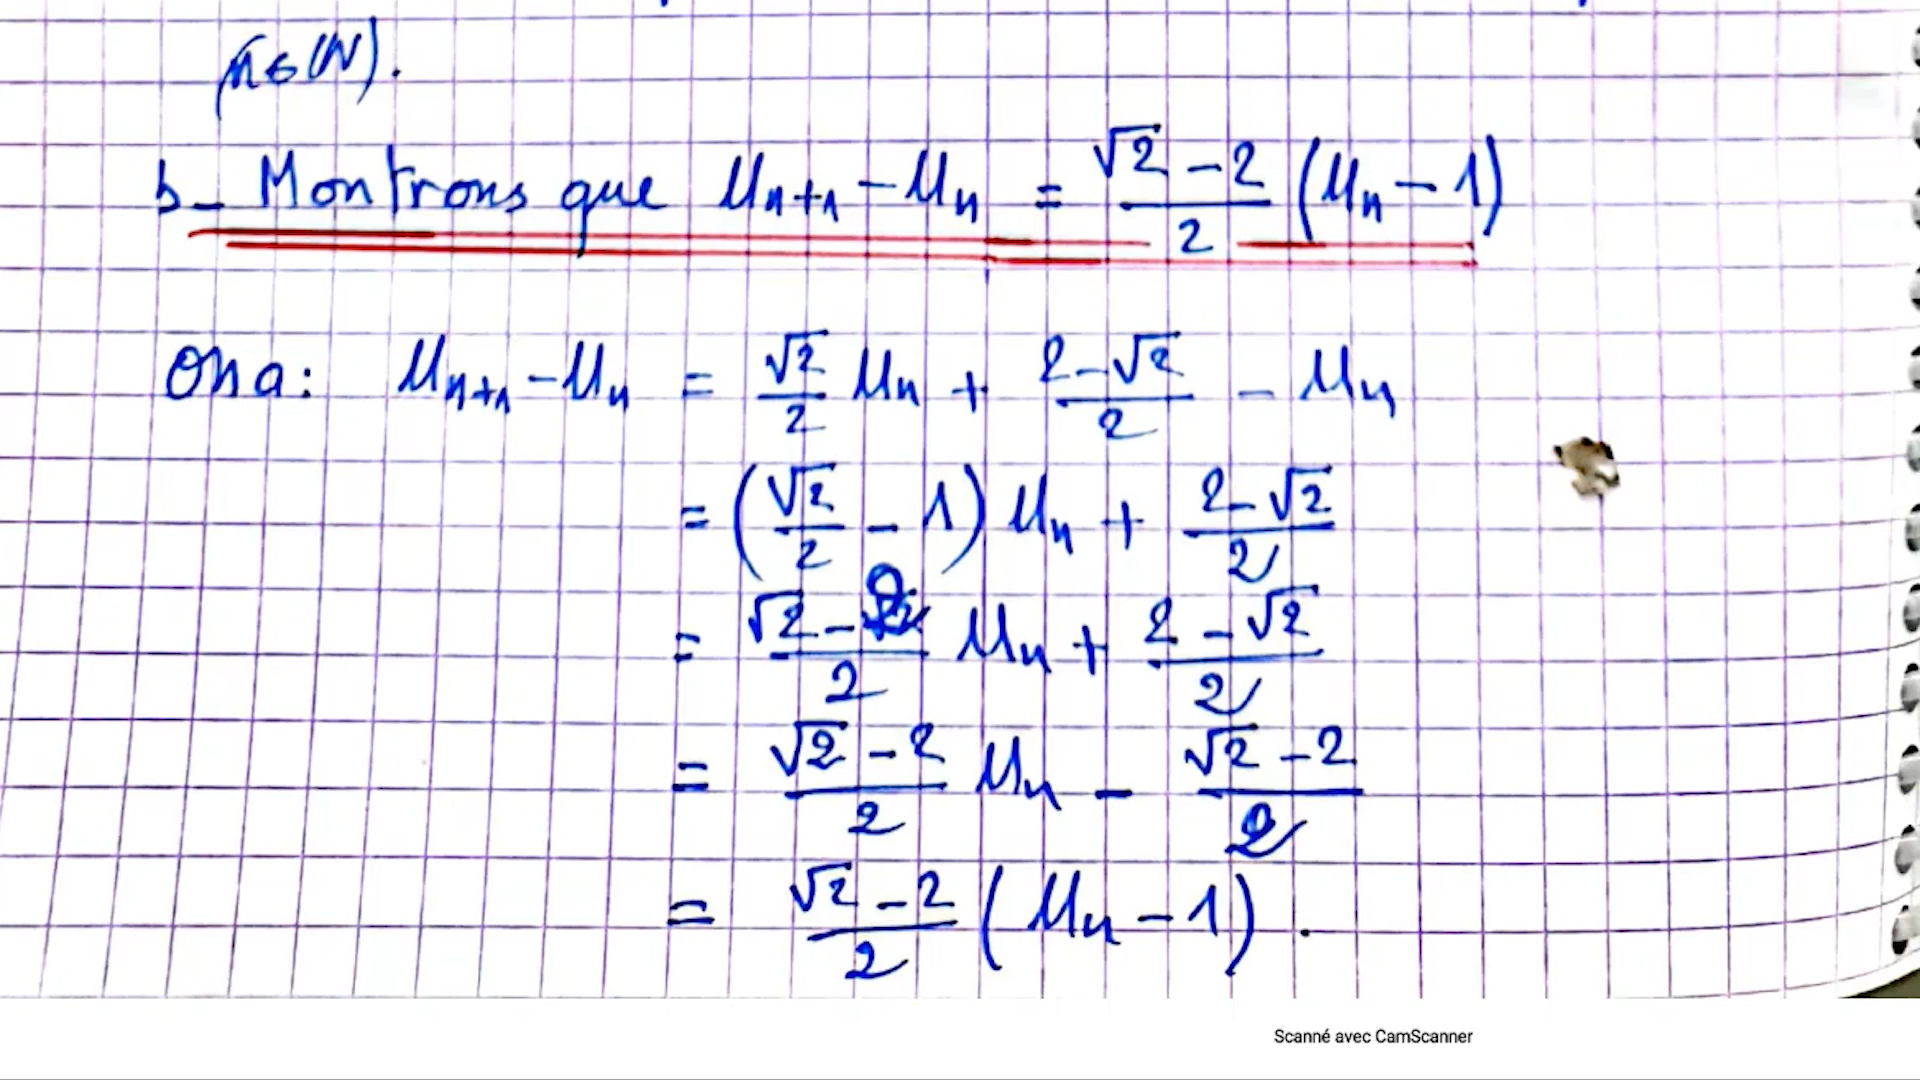 n∈ℕ).
b_ Montrons que Un+1 - Un = √2 - 2 / 2 (Un - 1)
On a: Un+1 - Un = √2/2 Un + 2-√2 / 2 - Un
= (√2/2 - 1) Un + 2-√2 / 2
= √2 - 2 / 2 Un + 2 - √2 / 2
= √2 - 2 / 2 Un - √2 - 2 / 2
= √2 - 2 / 2 (Un - 1).
Scanné avec CamScanner